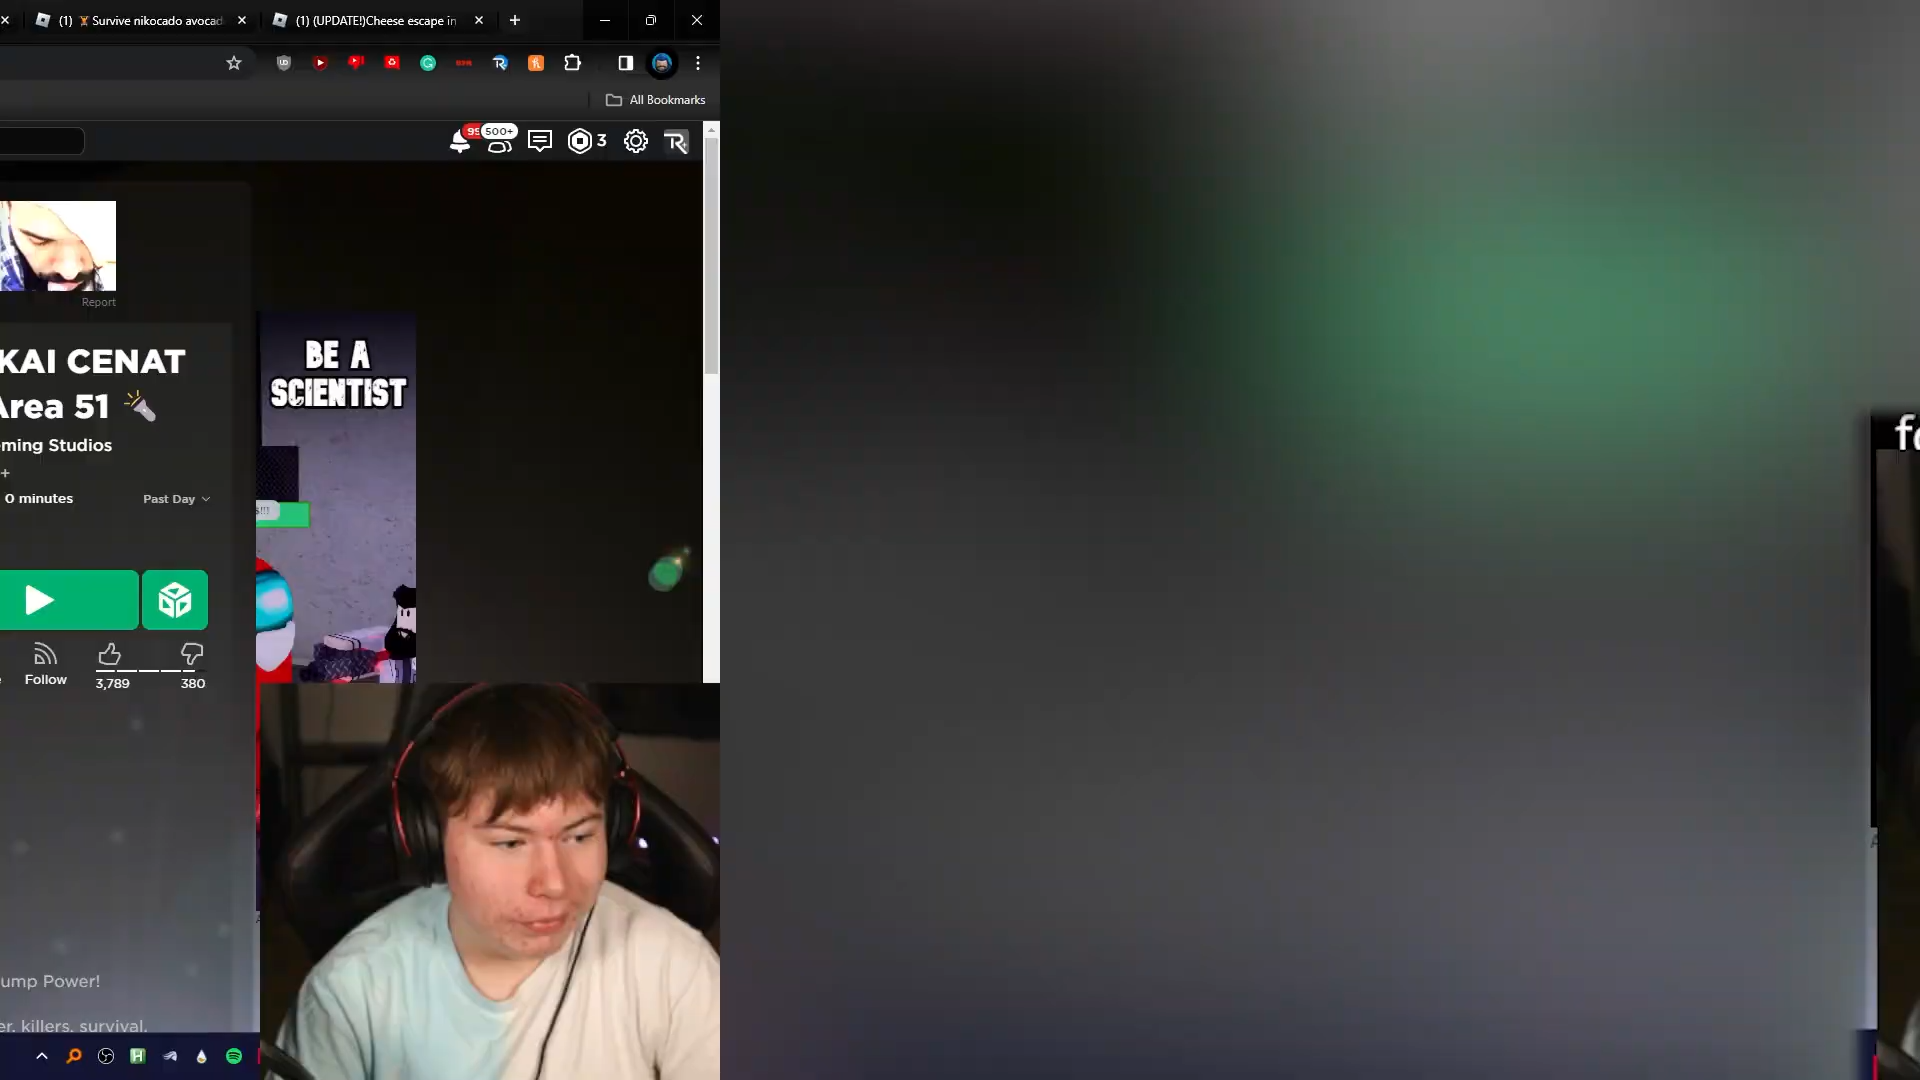 (1) 🏋 Survive nikocado avocad
(1) (UPDATE!)Cheese escape in
All Bookmarks
500+
3
Report
KAI CENAT
Area 51 🔦
ming Studios
+
0 minutes
Past Day
BE A
SCIENTIST
Follow
3,789
380
ump Power!
er, killers, survival.